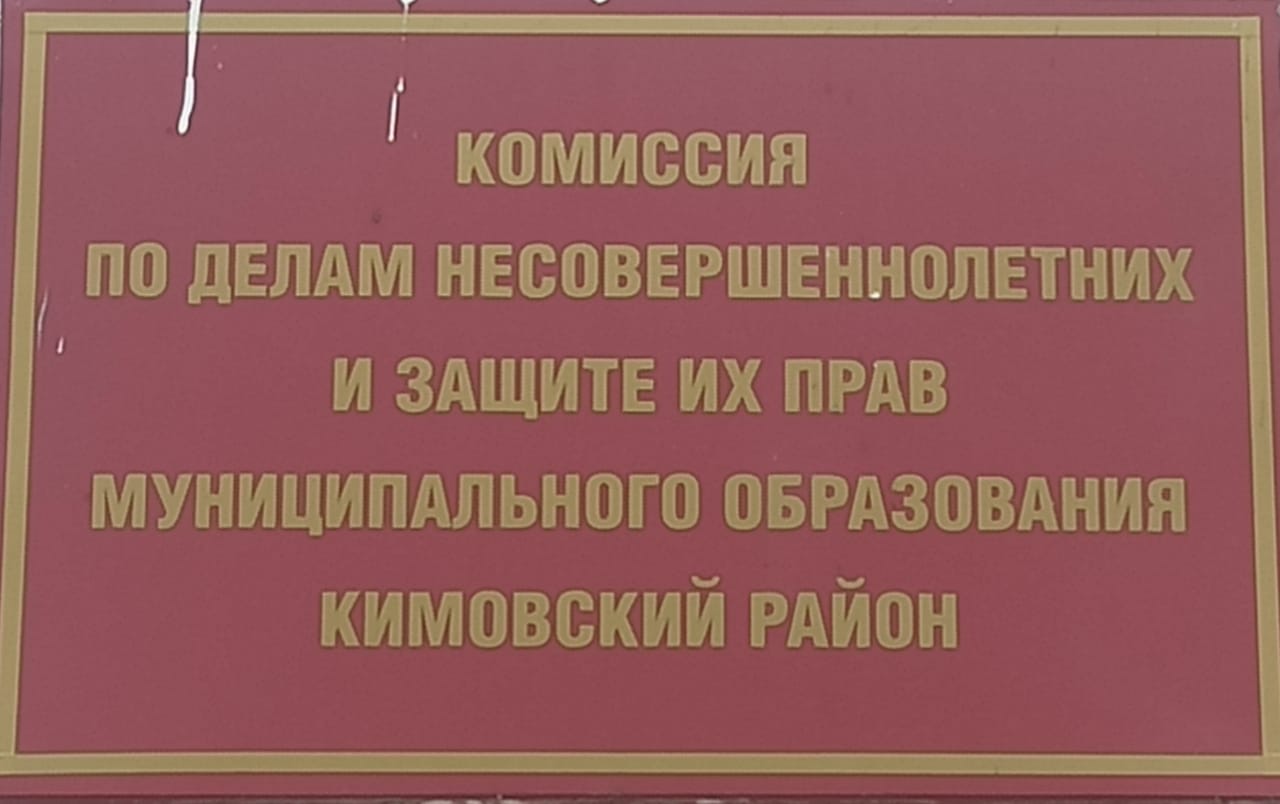 КОМИССИЯ
ПО ДЕЛАМ НЕСОВЕРШЕННОЛЕТНИХ
И ЗАЩИТЕ ИХ ПРАВ
МУНИЦИПАЛЬНОГО ОБРАЗОВАНИЯ
КИМОВСКИЙ РАЙОН